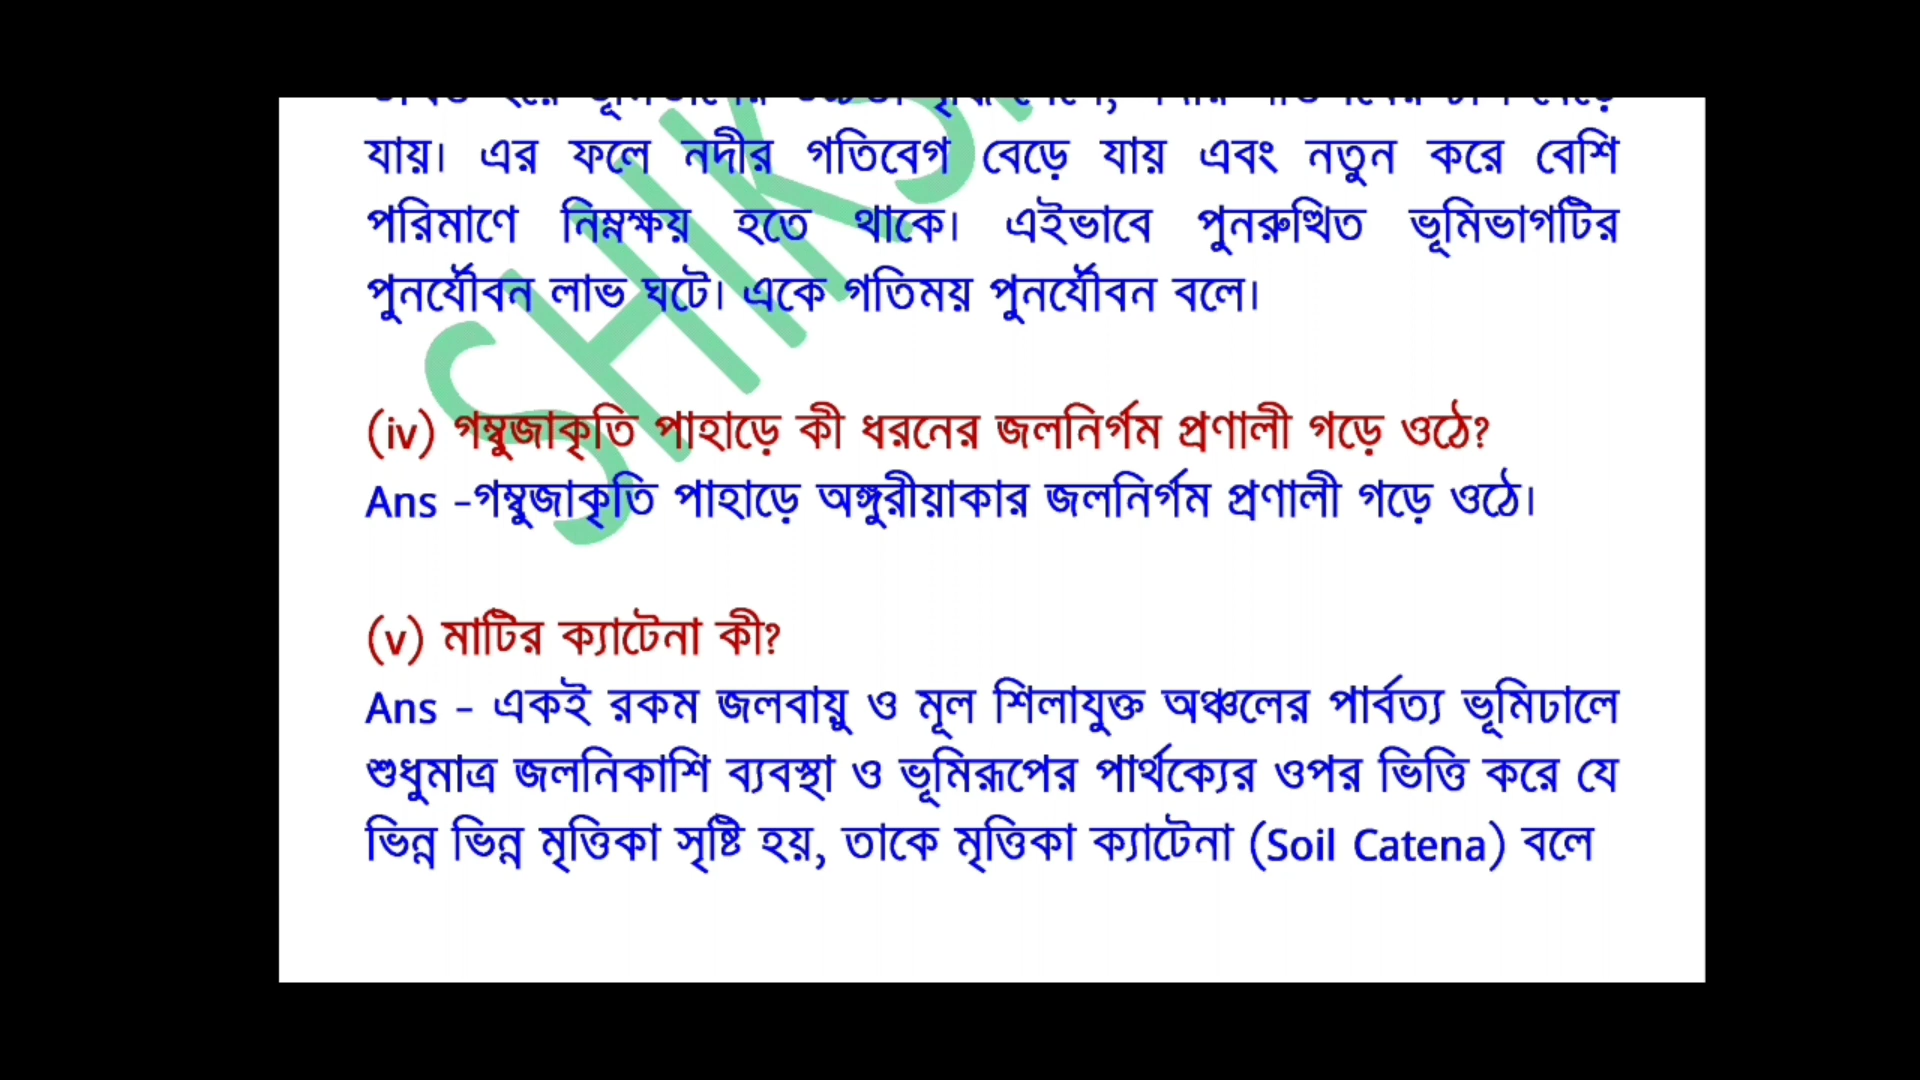 যায়। এর ফলে নদীর গতিবেগ বেড়ে যায় এবং নতুন করে বেশি
পরিমাণে নিম্নক্ষয় হতে থাকে। এইভাবে পুনরুত্থিত ভূমিভাগটির
পুনর্যৌবন লাভ ঘটে। একে গতিময় পুনর্যৌবন বলে।
(iv) গম্বুজাকৃতি পাহাড়ে কী ধরনের জলনির্গম প্রণালী গড়ে ওঠে?
Ans -গম্বুজাকৃতি পাহাড়ে অঙ্গুরীয়াকার জলনির্গম প্রণালী গড়ে ওঠে।
(v) মাটির ক্যাটেনা কী?
Ans - একই রকম জলবায়ু ও মূল শিলাযুক্ত অঞ্চলের পার্বত্য ভূমিঢালে
শুধুমাত্র জলনিকাশি ব্যবস্থা ও ভূমিরূপের পার্থক্যের ওপর ভিত্তি করে যে
ভিন্ন ভিন্ন মৃত্তিকা সৃষ্টি হয়, তাকে মৃত্তিকা ক্যাটেনা (Soil Catena) বলে